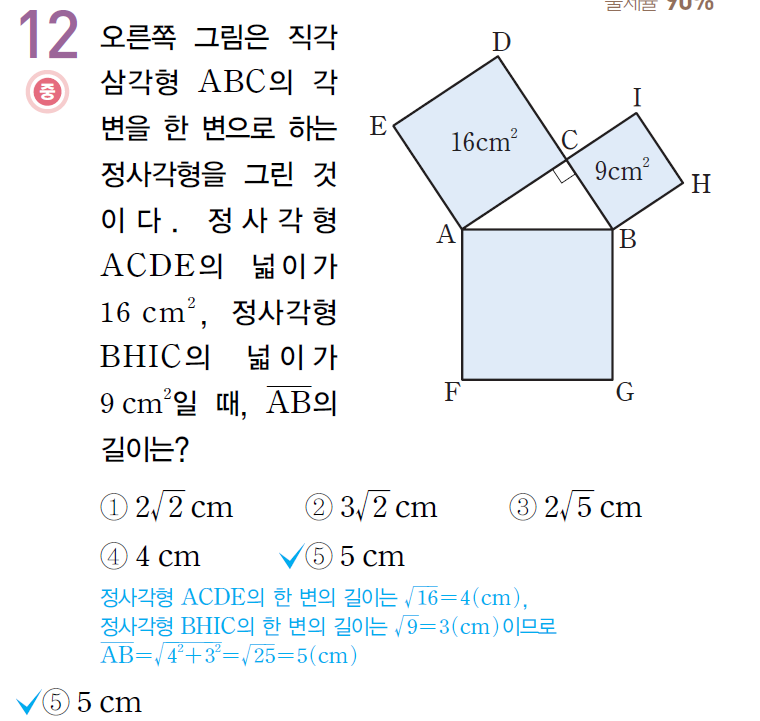 출제율 90%
12
중
오른쪽 그림은 직각
삼각형 ABC의 각
변을 한 변으로 하는
정사각형을 그린 것
이다. 정사각형
ACDE의 넓이가
16 cm², 정사각형
BHIC의 넓이가
9 cm²일 때, A͞B͞의
길이는?
D
I
E
16cm²
C
9cm²
H
A
B
F
G
① 2√2 cm ② 3√2 cm ③ 2√5 cm
④ 4 cm ⑤ 5 cm
정사각형 ACDE의 한 변의 길이는 √16=4(cm),
정사각형 BHIC의 한 변의 길이는 √9=3(cm)이므로
A͞B͞=√4²+3²=√25=5(cm)
⑤ 5 cm